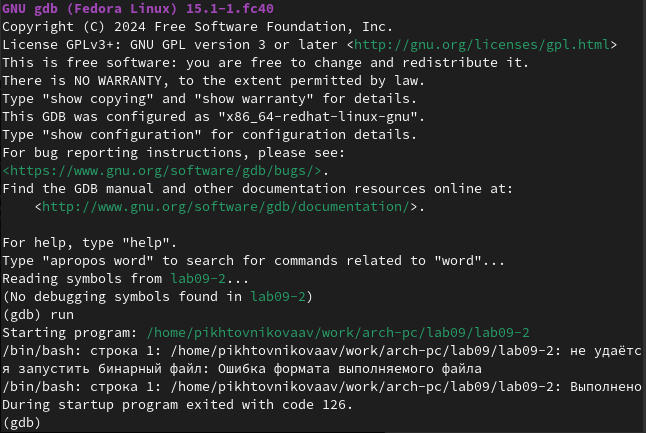 GNU gdb (Fedora Linux) 15.1-1.fc40
Copyright (C) 2024 Free Software Foundation, Inc.
License GPLv3+: GNU GPL version 3 or later <http://gnu.org/licenses/gpl.html>
This is free software: you are free to change and redistribute it.
There is NO WARRANTY, to the extent permitted by law.
Type "show copying" and "show warranty" for details.
This GDB was configured as "x86_64-redhat-linux-gnu".
Type "show configuration" for configuration details.
For bug reporting instructions, please see:
<https://www.gnu.org/software/gdb/bugs/>.
Find the GDB manual and other documentation resources online at:
    <http://www.gnu.org/software/gdb/documentation/>.

For help, type "help".
Type "apropos word" to search for commands related to "word"...
Reading symbols from lab09-2...
(No debugging symbols found in lab09-2)
(gdb) run
Starting program: /home/pikhtovnikovaav/work/arch-pc/lab09/lab09-2
/bin/bash: строка 1: /home/pikhtovnikovaav/work/arch-pc/lab09/lab09-2: не удаётс
я запустить бинарный файл: Ошибка формата выполняемого файла
/bin/bash: строка 1: /home/pikhtovnikovaav/work/arch-pc/lab09/lab09-2: Выполнено
During startup program exited with code 126.
(gdb)